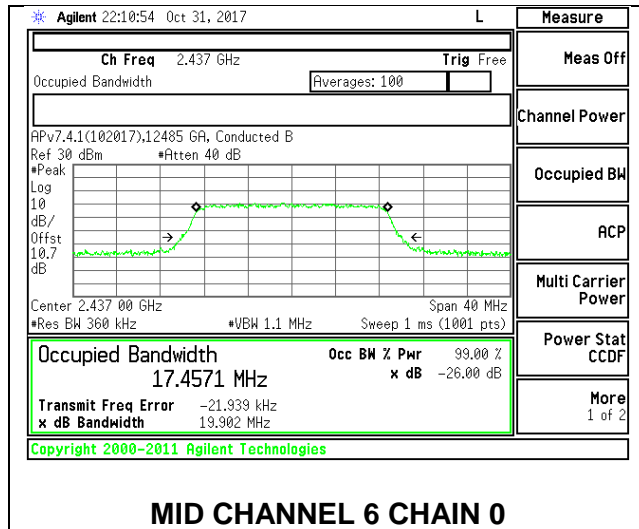 Agilent 22:10:54 Oct 31, 2017 L
Measure
Ch Freq 2.437 GHz Trig Free
Occupied Bandwidth Averages: 100
APv7.4.1(102017),12485 GA, Conducted B
Ref 30 dBm #Atten 40 dB
#Peak
Log
10
dB/
Offst
10.7
dB
Center 2.437 00 GHz Span 40 MHz
#Res BW 360 kHz #VBW 1.1 MHz Sweep 1 ms (1001 pts)
Occupied Bandwidth Occ BW % Pwr 99.00 %
17.4571 MHz x dB -26.00 dB
Transmit Freq Error -21.939 kHz
x dB Bandwidth 19.902 MHz
Copyright 2000-2011 Agilent Technologies
Meas Off
Channel Power
Occupied BW
ACP
Multi Carrier
Power
Power Stat
CCDF
More
1 of 2
MID CHANNEL 6 CHAIN 0